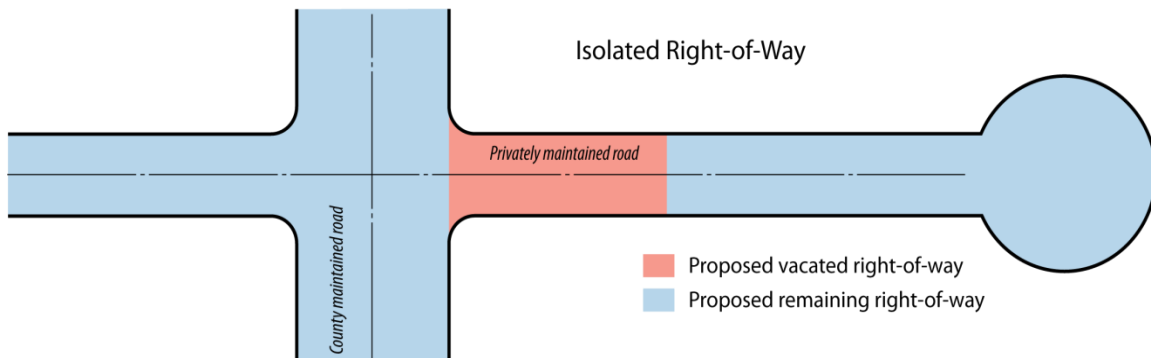 Isolated Right-of-Way
Privately maintained road
County maintained road
Proposed vacated right-of-way
Proposed remaining right-of-way